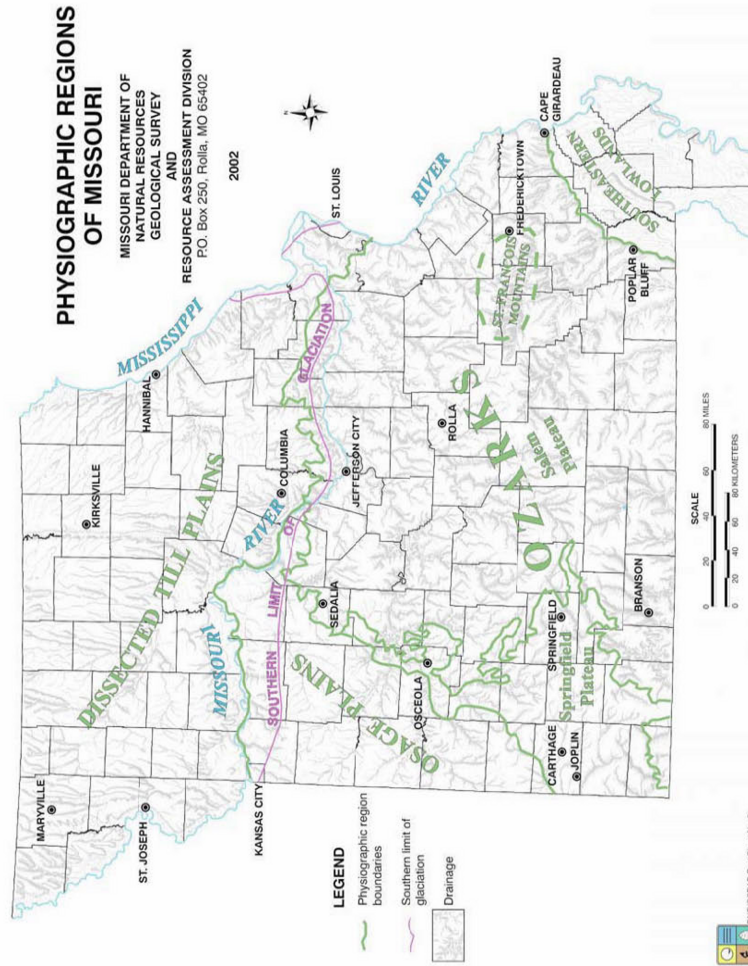 PHYSIOGRAPHIC REGIONS
OF MISSOURI
MISSOURI DEPARTMENT OF
NATURAL RESOURCES
GEOLOGICAL SURVEY
AND
RESOURCE ASSESSMENT DIVISION
P.O. Box 250, Rolla, MO 65402
2002
MARYVILLE
ST. JOSEPH
KANSAS CITY
KIRKSVILLE
HANNIBAL
MISSISSIPPI
DISSECTED TILL PLAINS
MISSOURI
RIVER
COLUMBIA
SOUTHERN
LIMIT
OF
GLACIATION
ST. LOUIS
RIVER
JEFFERSON CITY
SEDALIA
OSAGE PLAINS
OSCEOLA
ROLLA
OZARKS
Salem
Plateau
ST. FRANCOIS
MOUNTAINS
FREDERICKTOWN
CAPE
GIRARDEAU
SOUTHEASTERN
LOWLANDS
POPLAR
BLUFF
CARTHAGE
JOPLIN
SPRINGFIELD
Springfield
Plateau
BRANSON
LEGEND
Physiographic region
boundaries
Southern limit of
glaciation
Drainage
SCALE
0 20 40 60 80 MILES
0 20 40 60 80 KILOMETERS